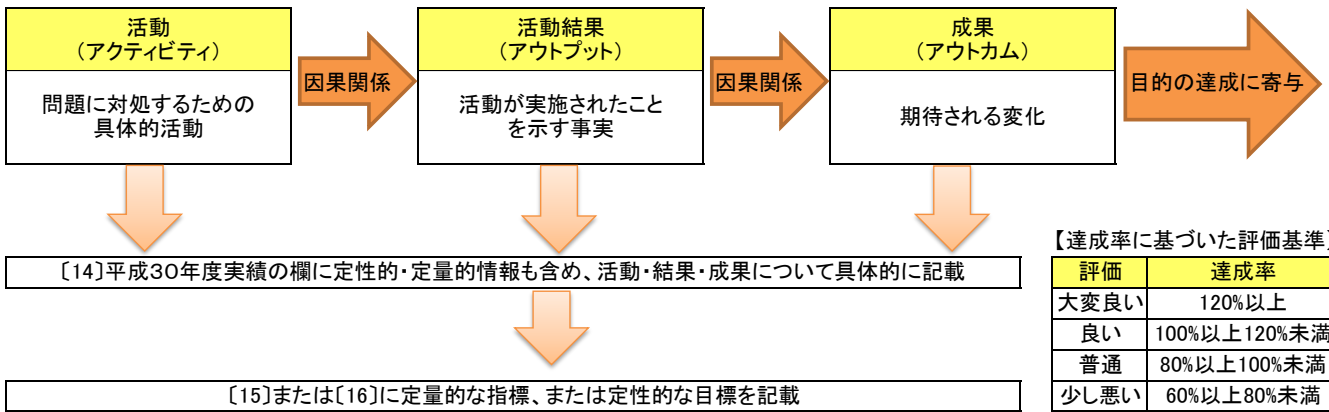 活動
(アクティビティ)
問題に対処するための
具体的活動
因果関係
活動結果
(アウトプット)
活動が実施されたこと
を示す事実
因果関係
成果
(アウトカム)
期待される変化
目的の達成に寄与
〔14〕平成30年度実績の欄に定性的・定量的情報も含め、活動・結果・成果について具体的に記載
〔15〕または〔16〕に定量的な指標、または定性的な目標を記載
【達成率に基づいた評価基準】
評価 達成率
大変良い 120%以上
良い 100%以上120%未満
普通 80%以上100%未満
少し悪い 60%以上80%未満